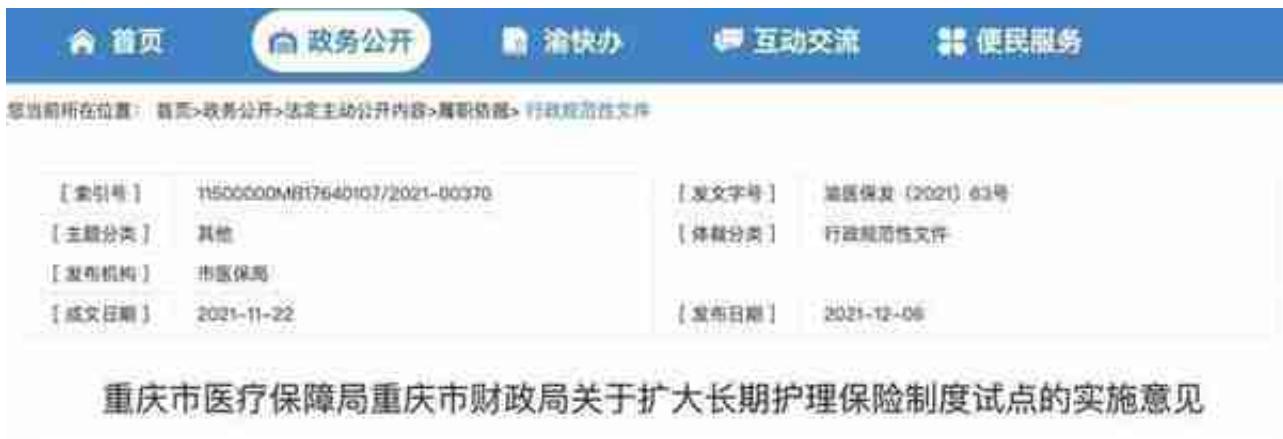 首页 政务公开 渝快办 互动交流 便民服务
您当前所在位置： 首页>政务公开>法定主动公开内容>履职依据> 行政规范性文件
[ 索引号 ] 11500000MB17640107/2021-00370 [ 发文字号 ] 渝医保发〔2021〕63号
[ 主题分类 ] 其他 [ 体裁分类 ] 行政规范性文件
[ 发布机构 ] 市医保局
[ 成文日期 ] 2021-11-22 [ 发布日期 ] 2021-12-06
重庆市医疗保障局重庆市财政局关于扩大长期护理保险制度试点的实施意见